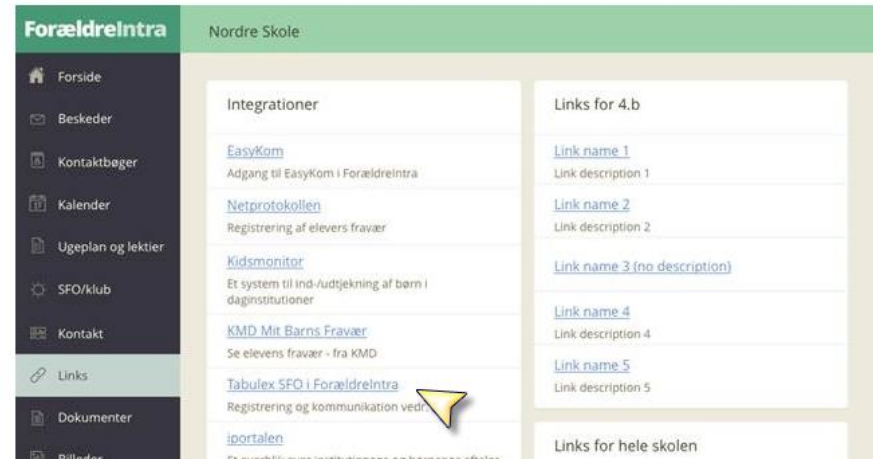 ForældreIntra
Nordre Skole
Forside
Beskeder
Kontaktbøger
Kalender
Ugeplan og lektier
SFO/klub
Kontakt
Links
Dokumenter
Billeder
Integrationer
EasyKom
Adgang til EasyKom i ForældreIntra
Netprotokollen
Registrering af elevers fravær
Kidsmonitor
Et system til ind-/udtjekning af børn i
daginstitutioner
KMD Mit Barns Fravær
Se elevens fravær - fra KMD
Tabulex SFO i ForældreIntra
Registrering og kommunikation vedr.
iportalen
Links for 4.b
Link name 1
Link description 1
Link name 2
Link description 2
Link name 3 (no description)
Link name 4
Link description 4
Link name 5
Link description 5
Links for hele skolen